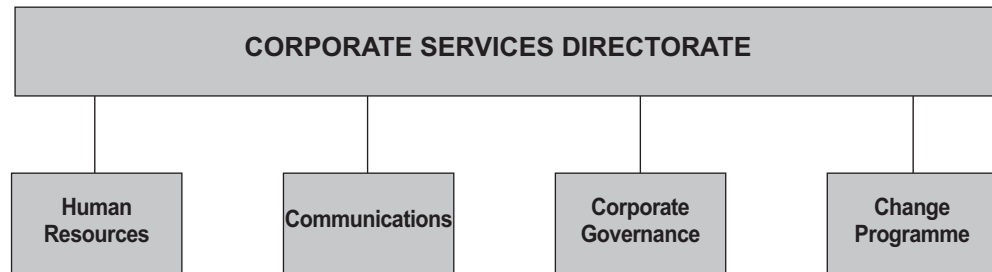 CORPORATE SERVICES DIRECTORATE
Human
Resources
Communications
Corporate
Governance
Change
Programme